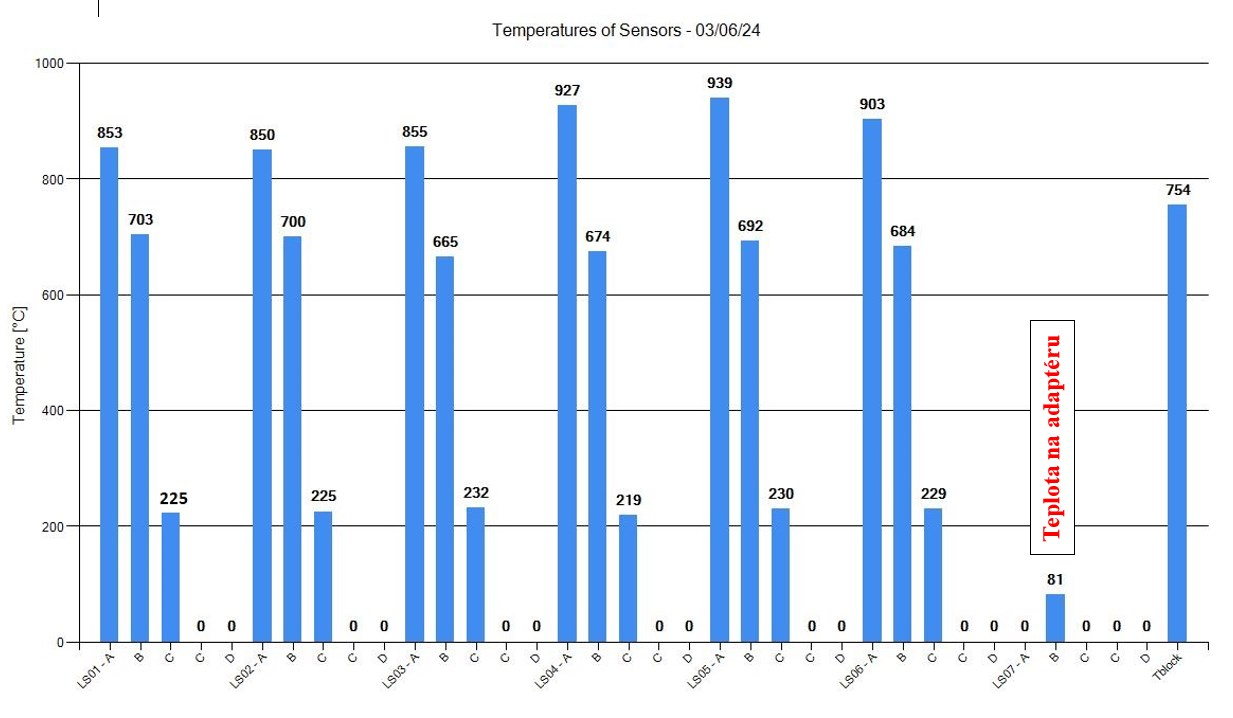 Temperatures of Sensors - 03/06/24
Temperature [°C]
1000
800
600
400
200
0
853
703
225
0
0
850
700
225
0
0
855
665
232
0
0
927
674
219
0
0
939
692
230
0
0
903
684
229
0
0
0
81
0
0
0
754
Teplota na adaptéru
LS01 - A
B
C
C
D
LS02 - A
B
C
C
D
LS03 - A
B
C
C
D
LS04 - A
B
C
C
D
LS05 - A
B
C
C
D
LS06 - A
B
C
C
D
LS07 - A
B
C
C
D
Tblock